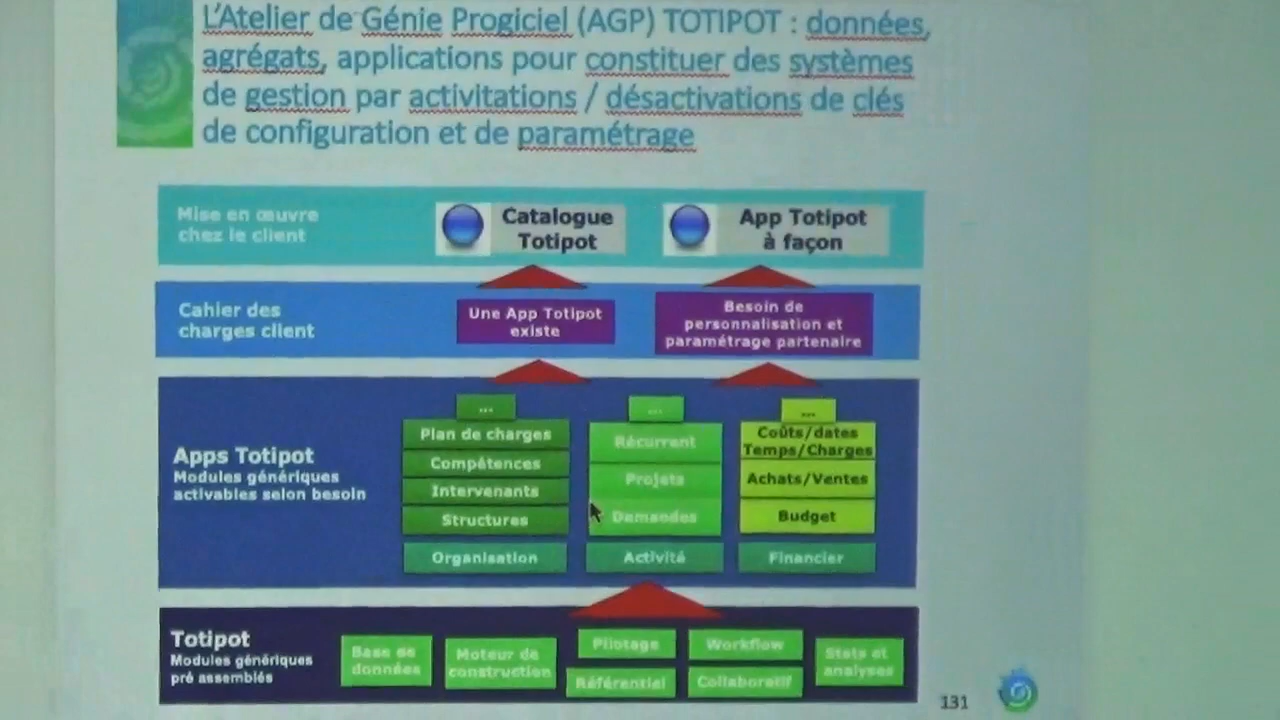 L'Atelier de Génie Progiciel (AGP) TOTIPOT : données,
agrégats, applications pour constituer des systèmes
de gestion par activitations / désactivations de clés
de configuration et de paramétrage
Mise en œuvre
chez le client
Catalogue
Totipot
App Totipot
à façon
Cahier des
charges client
Une App Totipot
existe
Besoin de
personnalisation et
paramétrage partenaire
Apps Totipot
Modules génériques
activables selon besoin
...
Plan de charges
Compétences
Intervenants
Structures
Organisation
...
Récurrent
Projets
Demandes
Activité
...
Coûts/dates
Temps/Charges
Achats/Ventes
Budget
Financier
Totipot
Modules génériques
pré assemblés
Base de
données
Moteur de
construction
Pilotage
Référentiel
Workflow
Collaboratif
Stats et
analyses
131